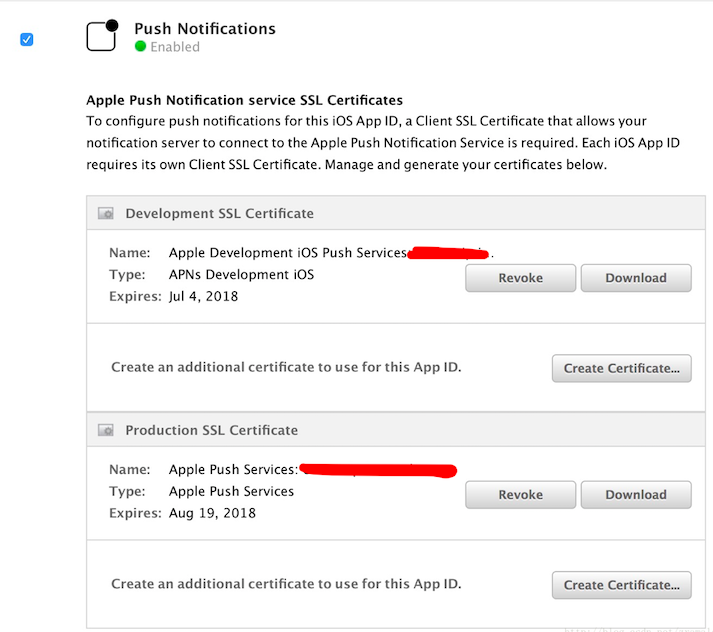 Push Notifications
Enabled
Apple Push Notification service SSL Certificates
To configure push notifications for this iOS App ID, a Client SSL Certificate that allows your
notification server to connect to the Apple Push Notification Service is required. Each iOS App ID
requires its own Client SSL Certificate. Manage and generate your certificates below.
Development SSL Certificate
Name: Apple Development iOS Push Services
Type: APNs Development iOS
Expires: Jul 4, 2018
Revoke
Download
Create an additional certificate to use for this App ID.
Create Certificate...
Production SSL Certificate
Name: Apple Push Services:
Type: Apple Push Services
Expires: Aug 19, 2018
Revoke
Download
Create an additional certificate to use for this App ID.
Create Certificate...